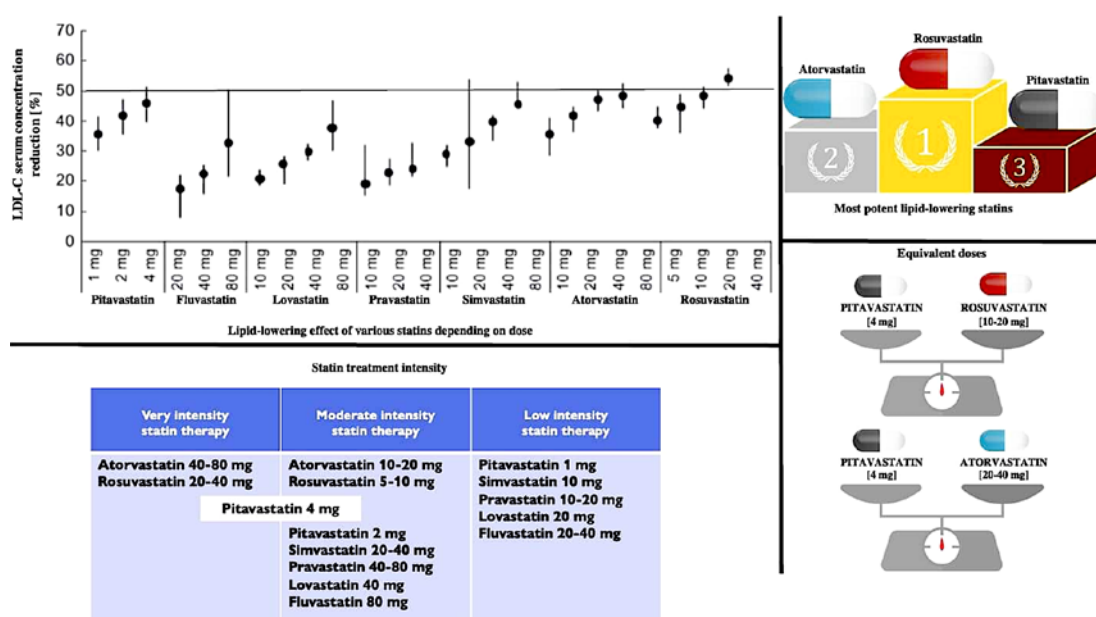 70
60
50
40
30
20
10
0
LDL-C serum concentration
reduction [%]
1 mg
2 mg
4 mg
20 mg
40 mg
80 mg
10 mg
20 mg
40 mg
80 mg
10 mg
20 mg
40 mg
10 mg
20 mg
40 mg
80 mg
10 mg
20 mg
40 mg
80 mg
5 mg
10 mg
20 mg
40 mg
Pitavastatin
Fluvastatin
Lovastatin
Pravastatin
Simvastatin
Atorvastatin
Rosuvastatin
Lipid-lowering effect of various statins depending on dose
Rosuvastatin
Atorvastatin
Pitavastatin
1
2
3
Most potent lipid-lowering statins
Equivalent doses
PITAVASTATIN
[4 mg]
ROSUVASTATIN
[10-20 mg]
PITAVASTATIN
[4 mg]
ATORVASTATIN
[20-40 mg]
Statin treatment intensity
Very intensity
statin therapy
Moderate intensity
statin therapy
Low intensity
statin therapy
Atorvastatin 40-80 mg
Rosuvastatin 20-40 mg
Atorvastatin 10-20 mg
Rosuvastatin 5-10 mg
Pitavastatin 4 mg
Pitavastatin 2 mg
Simvastatin 20-40 mg
Pravastatin 40-80 mg
Lovastatin 40 mg
Fluvastatin 80 mg
Pitavastatin 1 mg
Simvastatin 10 mg
Pravastatin 10-20 mg
Lovastatin 20 mg
Fluvastatin 20-40 mg